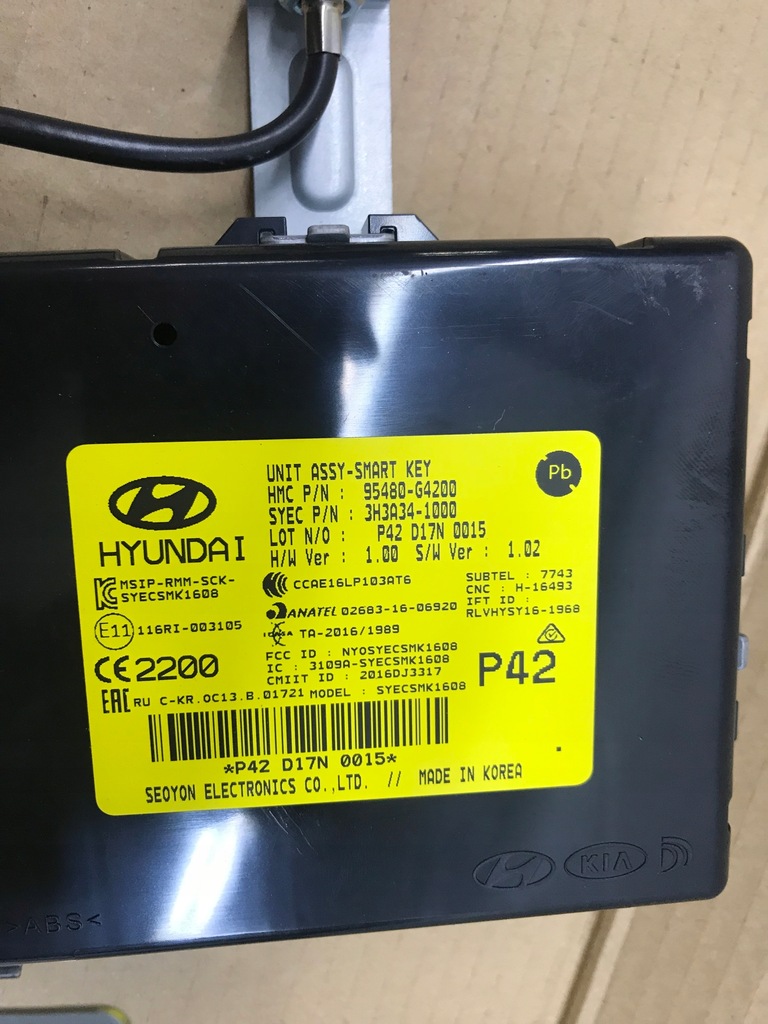 UNIT ASSY-SMART KEY
HMC P/N : 95480-G4200
SYEC P/N : 3H3A34-1000
LOT N/O : P42 D17N 0015
H/W Ver : 1.00 S/W Ver : 1.02
Pb
HYUNDAI
MSIP-RMM-SCK-
SYECSMK1608
CCAE16LP103AT6
SUBTEL : 7743
CNC : H-16493
IFT ID :
RLVHYSY16-1968
ANATEL 02683-16-06920
E11 116RI-003105
ICASA TA-2016/1989
FCC ID : NYOSYECSMK1608
IC : 3109A-SYECSMK1608
CMIIT ID : 2016DJ3317
CE 2200
P42
EAC RU C-KR.OC13.B.01721 MODEL : SYECSMK1608
*P42 D17N 0015*
SEOYON ELECTRONICS CO.,LTD. // MADE IN KOREA
KIA
>ABS<